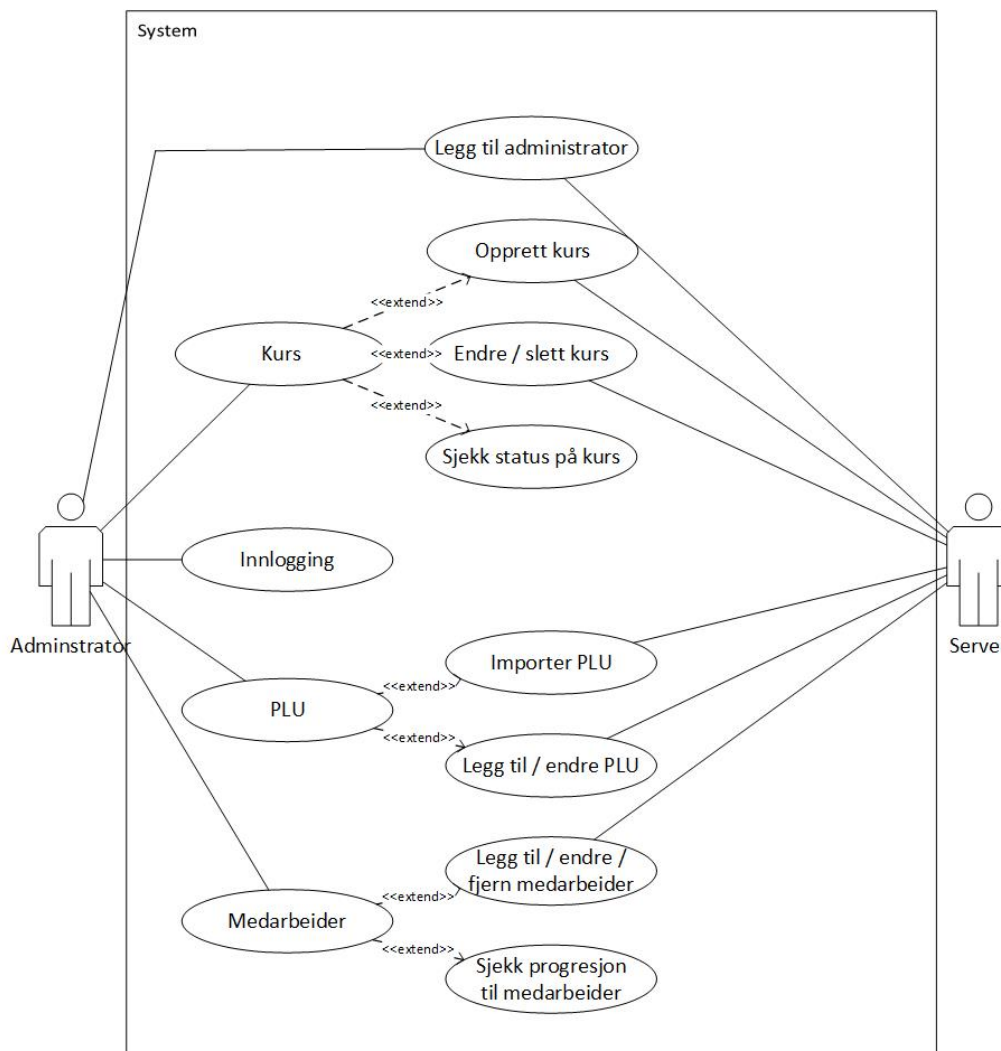 System
Legg til administrator
Opprett kurs
<<extend>>
Kurs
<<extend>>
Endre / slett kurs
<<extend>>
Sjekk status på kurs
Innlogging
Adminstrator
Server
Importer PLU
<<extend>>
PLU
<<extend>>
Legg til / endre PLU
Legg til / endre /
fjern medarbeider
<<extend>>
Medarbeider
<<extend>>
Sjekk progresjon
til medarbeider